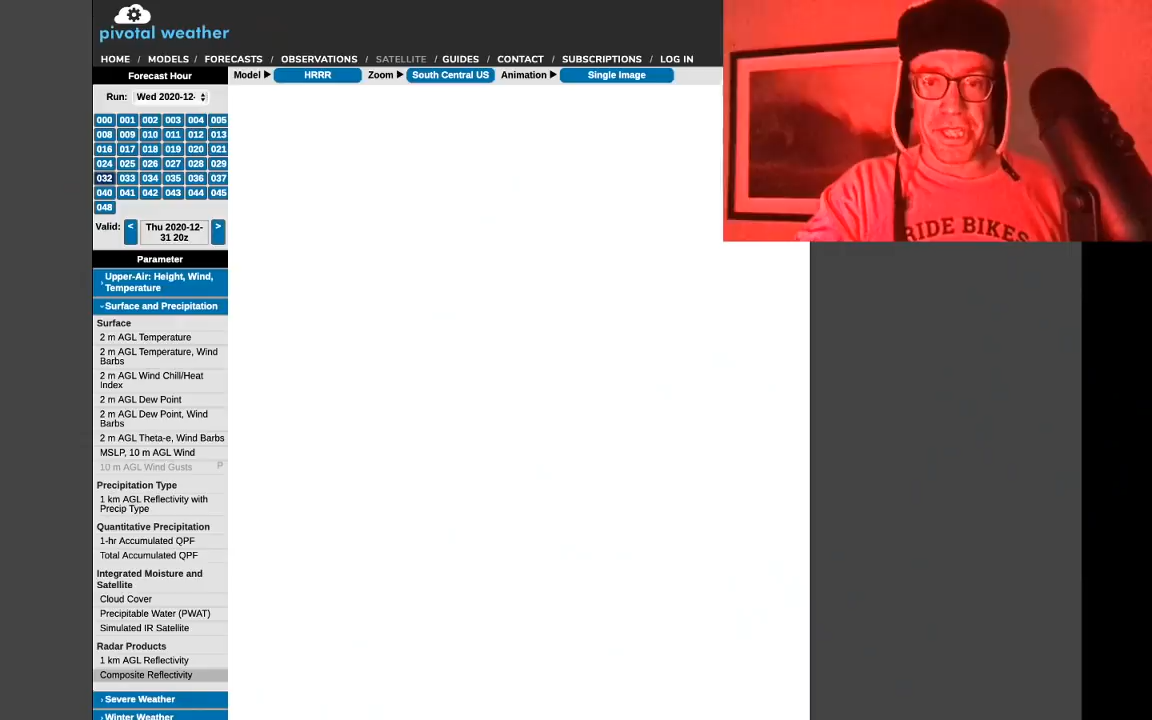 pivotal weather
HOME / MODELS / FORECASTS / OBSERVATIONS / SATELLITE / GUIDES / CONTACT / SUBSCRIPTIONS / LOG IN
Forecast Hour
Model HRRR Zoom South Central US Animation Single Image
Run: Wed 2020-12-
000 001 002 003 004 005
008 009 010 011 012 013
016 017 018 019 020 021
024 025 026 027 028 029
032 033 034 035 036 037
040 041 042 043 044 045
048
Valid: < Thu 2020-12- >
31 20z
Parameter
› Upper-Air: Height, Wind,
Temperature
Surface and Precipitation
Surface
2 m AGL Temperature
2 m AGL Temperature, Wind
Barbs
2 m AGL Wind Chill/Heat
Index
2 m AGL Dew Point
2 m AGL Dew Point, Wind
Barbs
2 m AGL Theta-e, Wind Barbs
MSLP, 10 m AGL Wind
10 m AGL Wind Gusts P
Precipitation Type
1 km AGL Reflectivity with
Precip Type
Quantitative Precipitation
1-hr Accumulated QPF
Total Accumulated QPF
Integrated Moisture and
Satellite
Cloud Cover
Precipitable Water (PWAT)
Simulated IR Satellite
Radar Products
1 km AGL Reflectivity
Composite Reflectivity
› Severe Weather
› Winter Weather
RIDE BIKES